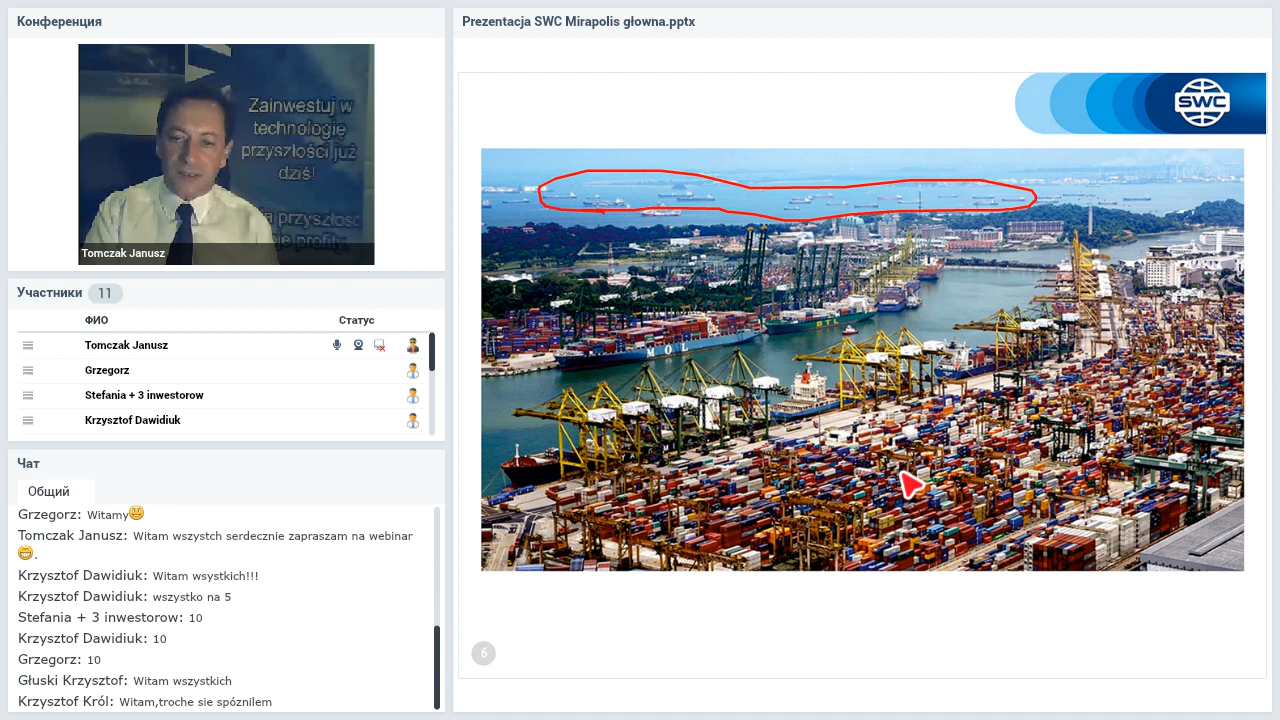 Конференция
Zainwestuj w
technologię
przyszłości już
dziś!
Tomczak Janusz
Участники 11
ФИО Статус
Tomczak Janusz
Grzegorz
Stefania + 3 inwestorow
Krzysztof Dawidiuk
Чат
Общий
Grzegorz: Witamy
Tomczak Janusz: Witam wszystch serdecznie zapraszam na webinar
.
Krzysztof Dawidiuk: Witam wsystkich!!!
Krzysztof Dawidiuk: wszystko na 5
Stefania + 3 inwestorow: 10
Krzysztof Dawidiuk: 10
Grzegorz: 10
Głuski Krzysztof: Witam wszystkich
Krzysztof Król: Witam,troche sie spóznilem
Prezentacja SWC Mirapolis głowna.pptx
SWC
MOL
6